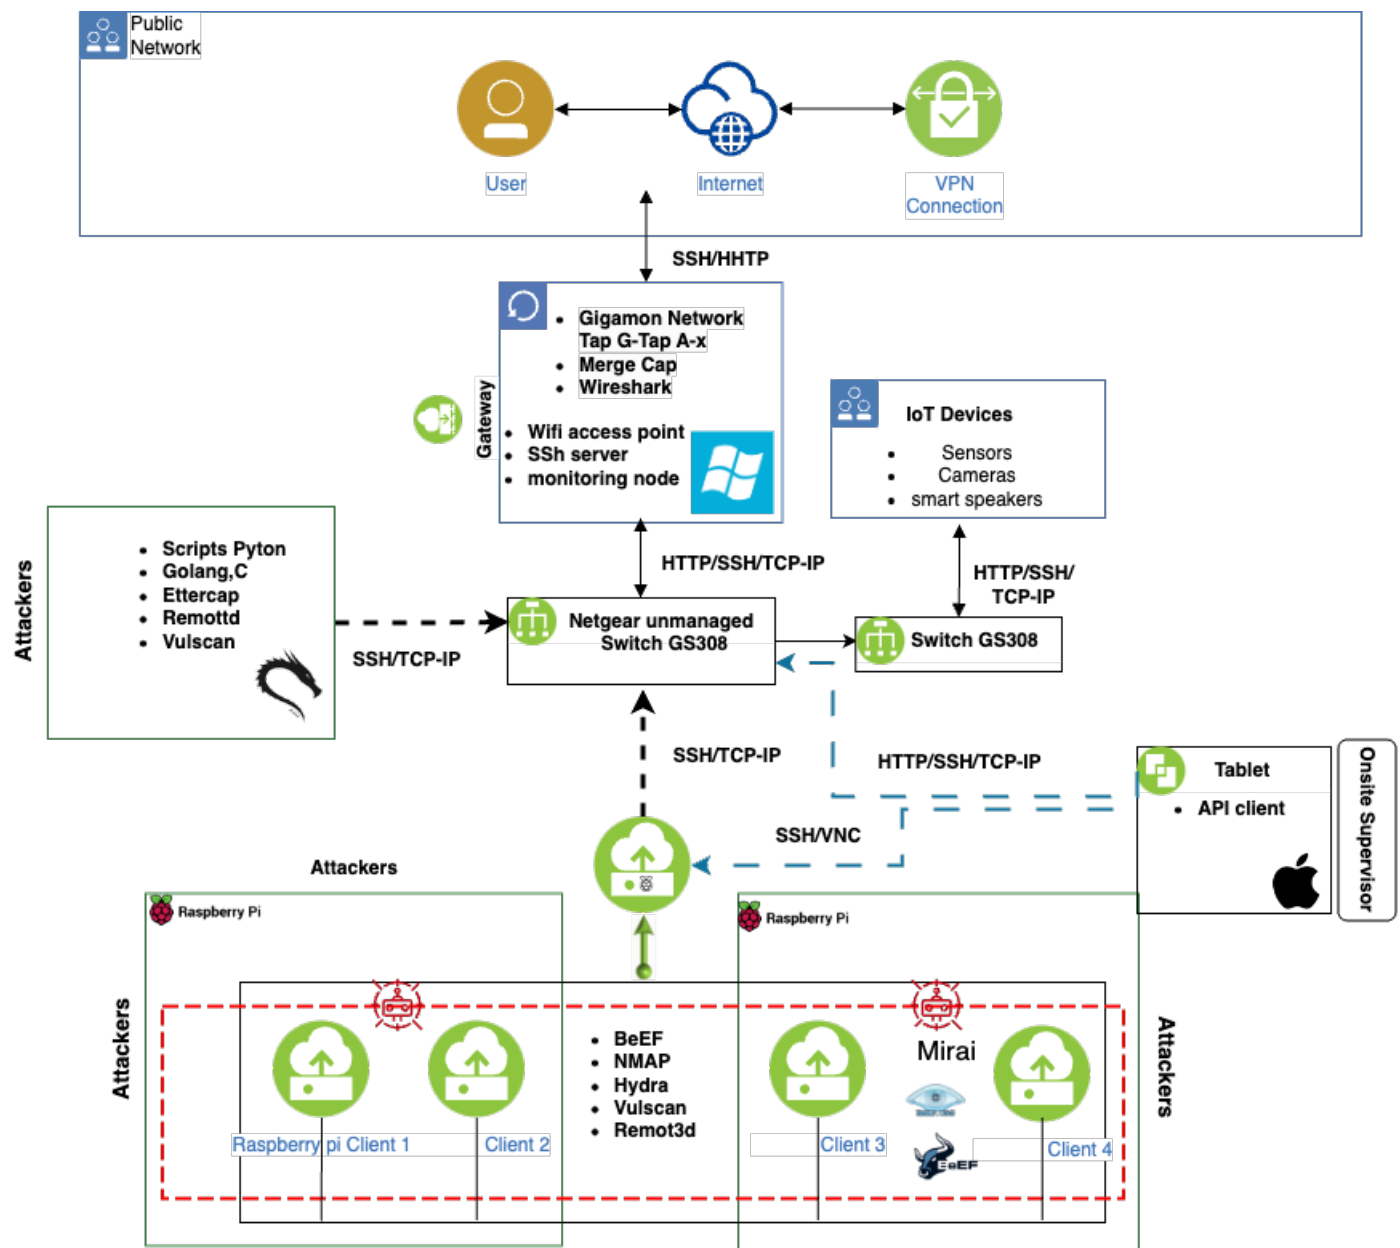 Public
Network
User
Internet
VPN
Connection
SSH/HHTP
Gigamon Network
Tap G-Tap A-x
Merge Cap
Wireshark
Gateway
Wifi access point
SSh server
monitoring node
IoT Devices
Sensors
Cameras
smart speakers
Attackers
Scripts Pyton
Golang,C
Ettercap
Remottd
Vulscan
SSH/TCP-IP
HTTP/SSH/TCP-IP
HTTP/SSH/
TCP-IP
Netgear unmanaged
Switch GS308
Switch GS308
SSH/TCP-IP
HTTP/SSH/TCP-IP
SSH/VNC
Tablet
API client
Onsite Supervisor
Attackers
Raspberry Pi
Raspberry Pi
Attackers
BeEF
NMAP
Hydra
Vulscan
Remot3d
Mirai
BeEF
Attackers
Raspberry pi Client 1
Client 2
Client 3
Client 4